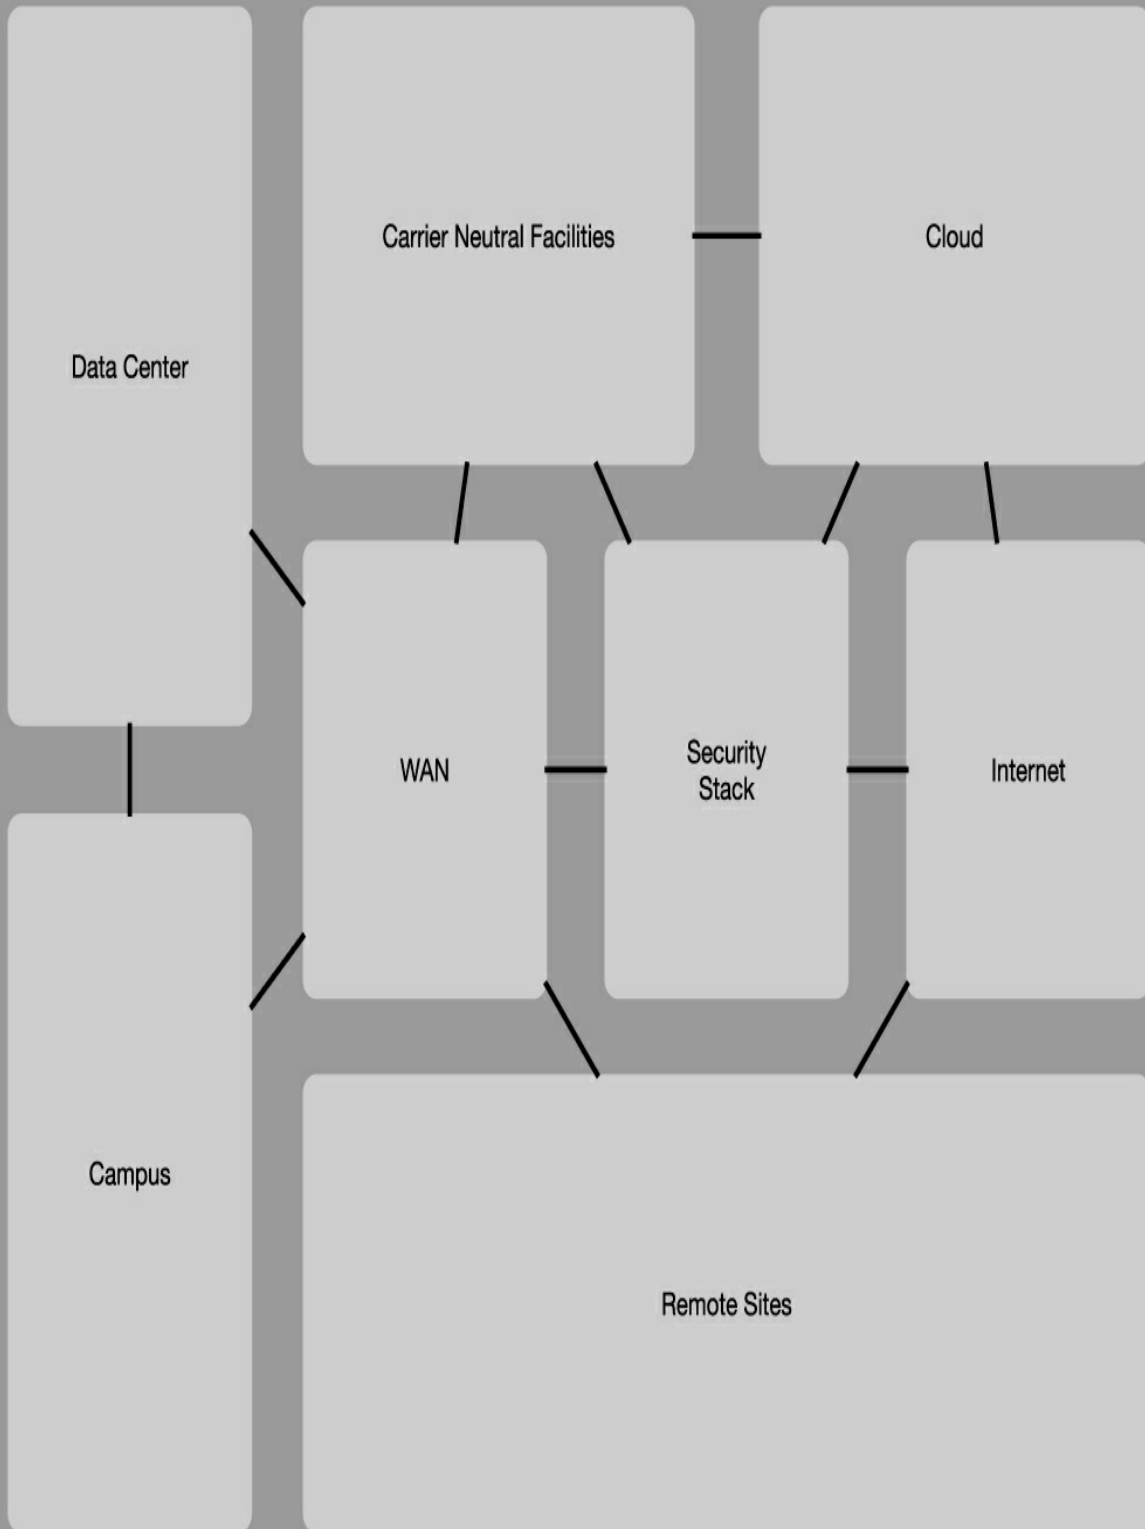 Carrier Neutral Facilities
Cloud
Data Center
WAN
Security
Stack
Internet
Campus
Remote Sites